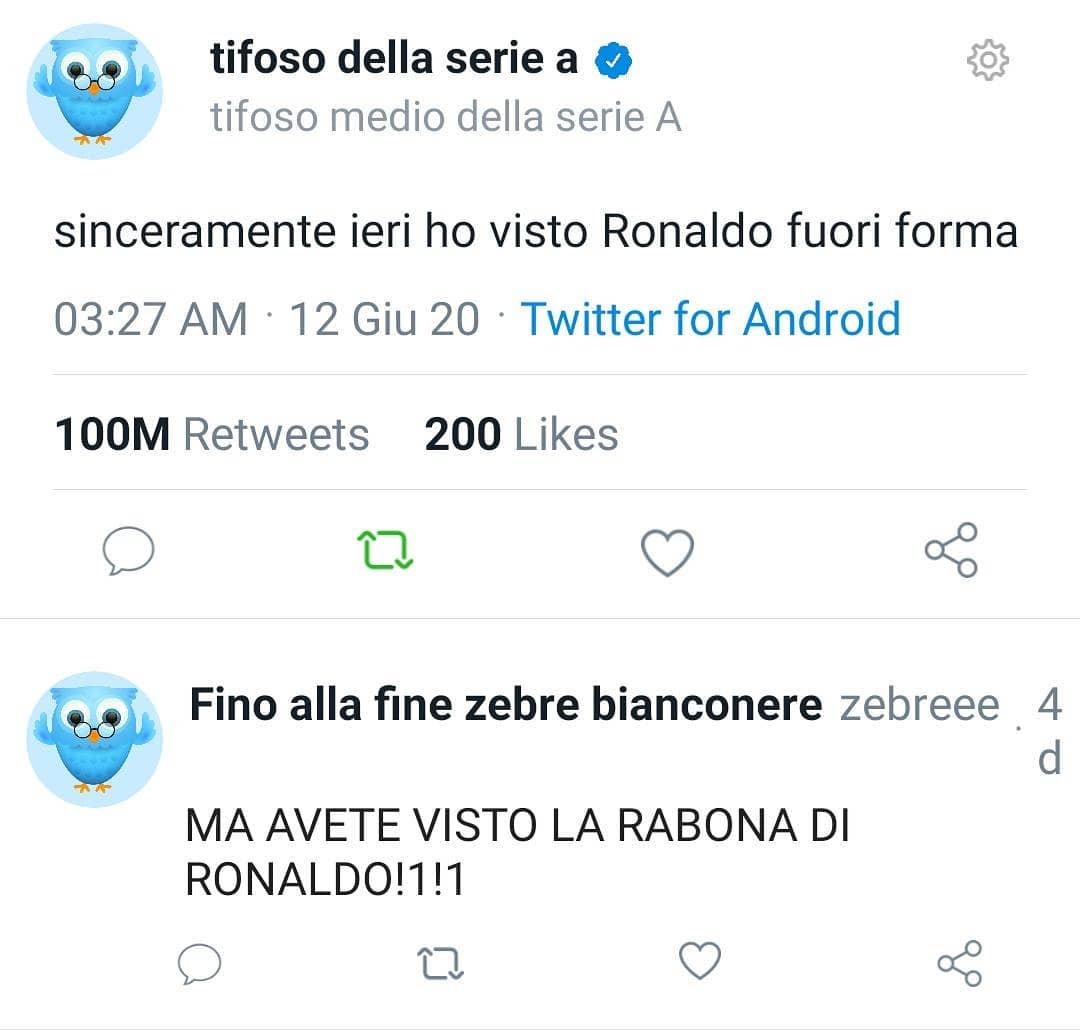 tifoso della serie a
tifoso medio della serie A
sinceramente ieri ho visto Ronaldo fuori forma
03:27 AM · 12 Giu 20 · Twitter for Android
100M Retweets 200 Likes
Fino alla fine zebre bianconere zebreee . 4
d
MA AVETE VISTO LA RABONA DI
RONALDO!1!1